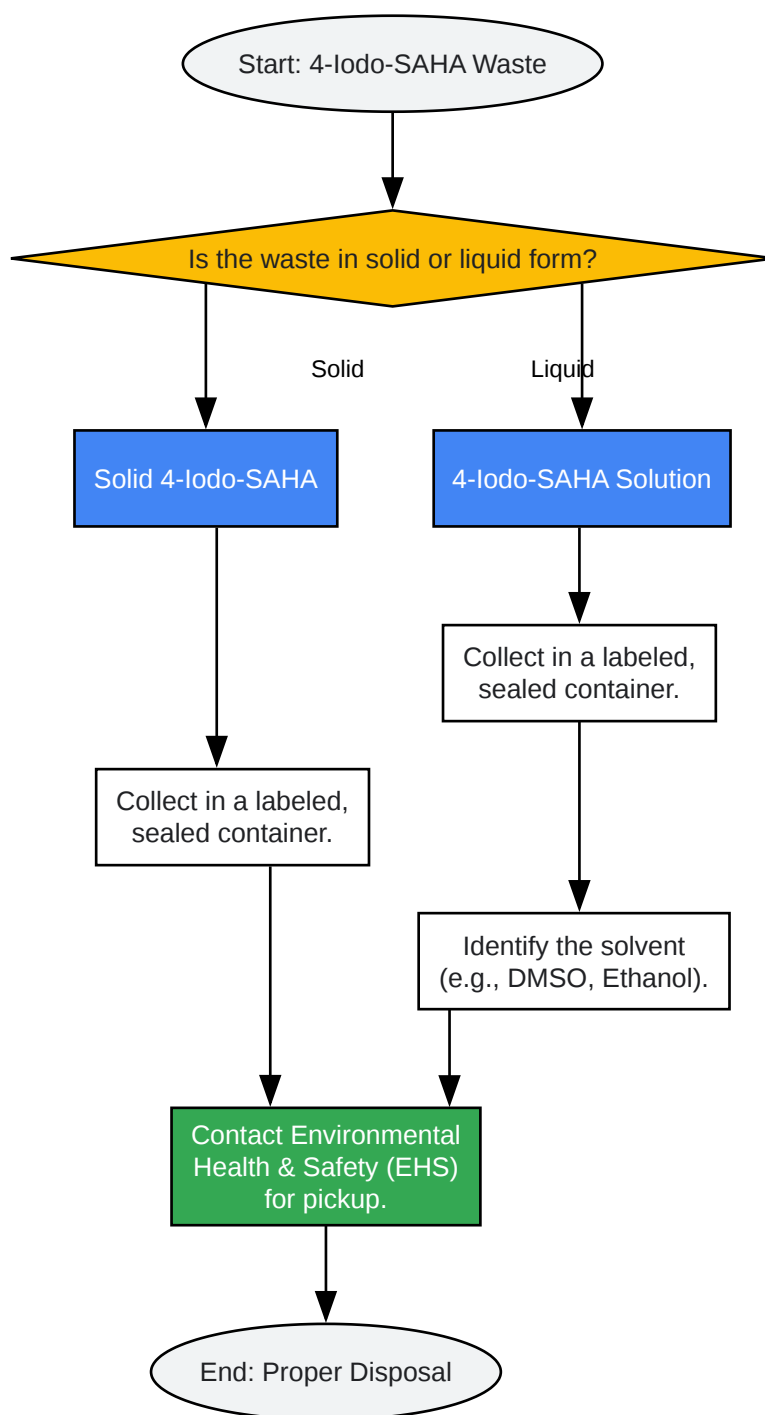 Start: 4-Iodo-SAHA Waste
Is the waste in solid or liquid form?
Solid
Liquid
Solid 4-Iodo-SAHA
4-Iodo-SAHA Solution
Collect in a labeled,
sealed container.
Collect in a labeled,
sealed container.
Identify the solvent
(e.g., DMSO, Ethanol).
Contact Environmental
Health & Safety (EHS)
for pickup.
End: Proper Disposal